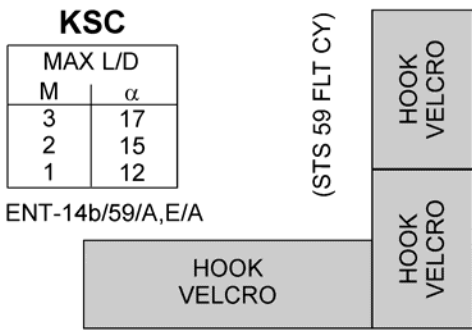 KSC
MAX L/D
M α
3 17
2 15
1 12
ENT-14b/59/A,E/A
(STS 59 FLT CY)
HOOK
VELCRO
HOOK
VELCRO
HOOK
VELCRO